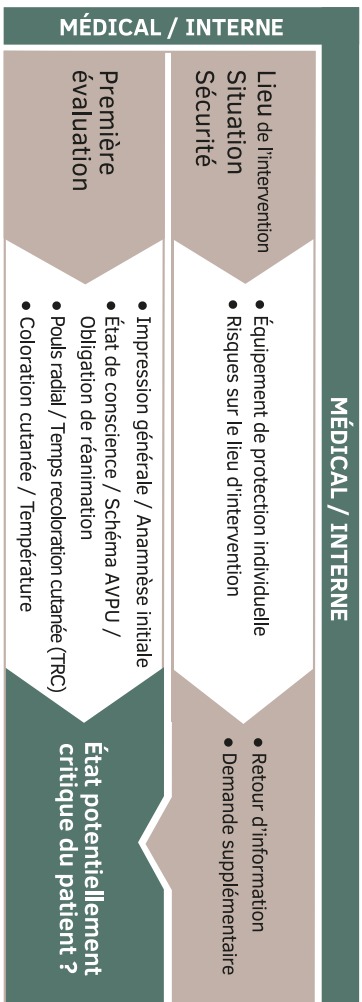 MÉDICAL / INTERNE
MÉDICAL / INTERNE
Lieu de l'intervention
Situation
Sécurité
• Équipement de protection individuelle
• Risques sur le lieu d'intervention
• Retour d'information
• Demande supplémentaire
Première
évaluation
• Impression générale / Anamnèse initiale
• État de conscience / Schéma AVPU /
Obligation de réanimation
• Pouls radial / Temps recoloration cutanée (TRC)
• Coloration cutanée / Température
État potentiellement
critique du patient ?